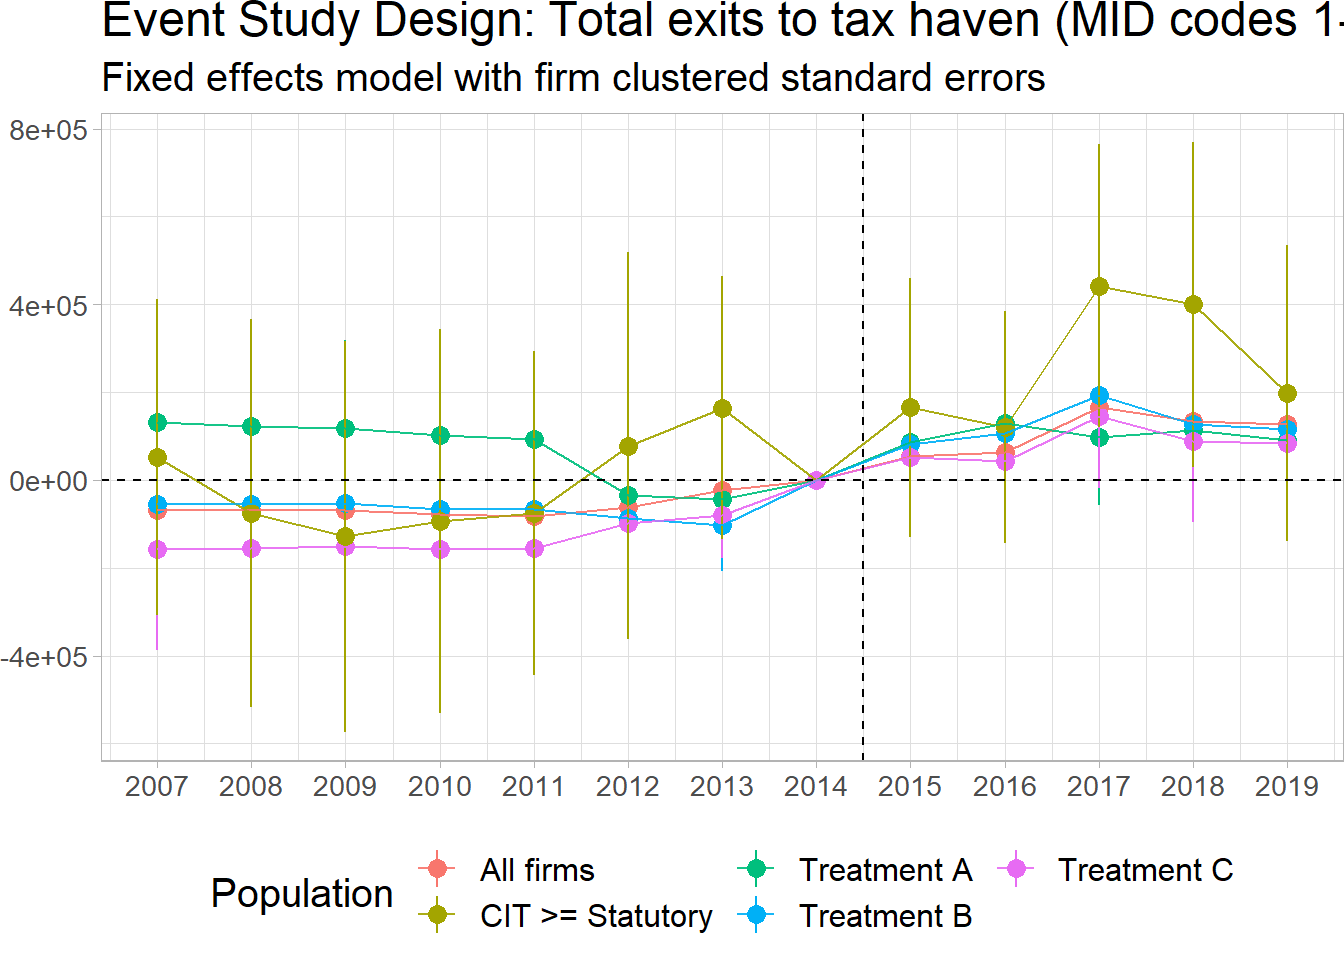 Event Study Design: Total exits to tax haven (MID codes 1-
Fixed effects model with firm clustered standard errors
8e+05
4e+05
0e+00
-4e+05
2007 2008 2009 2010 2011 2012 2013 2014 2015 2016 2017 2018 2019
Population
All firms
CIT >= Statutory
Treatment A
Treatment B
Treatment C